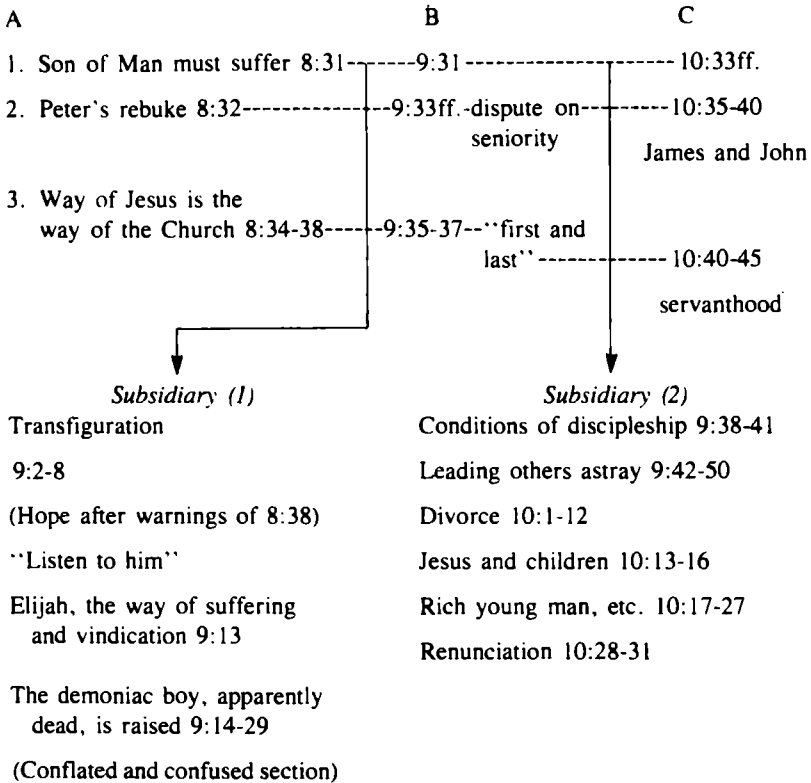 A B C
1. Son of Man must suffer 8:31------9:31 -------------------- 10:33ff.
2. Peter's rebuke 8:32---------------9:33ff.-dispute on------10:35-40
seniority
James and John
3. Way of Jesus is the
way of the Church 8:34-38------9:35-37--"first and
last"------------10:40-45
servanthood
Subsidiary (1)
Transfiguration
9:2-8
(Hope after warnings of 8:38)
"Listen to him"
Elijah, the way of suffering
and vindication 9:13
The demoniac boy, apparently
dead, is raised 9:14-29
(Conflated and confused section)
Subsidiary (2)
Conditions of discipleship 9:38-41
Leading others astray 9:42-50
Divorce 10:1-12
Jesus and children 10:13-16
Rich young man, etc. 10:17-27
Renunciation 10:28-31